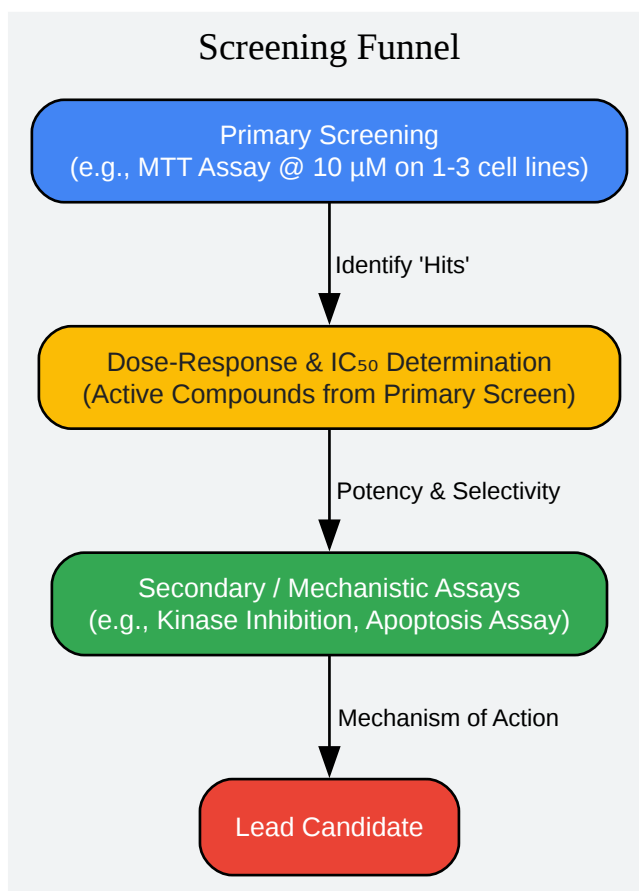 Screening Funnel
Primary Screening
(e.g., MTT Assay @ 10 µM on 1-3 cell lines)
Identify 'Hits'
Dose-Response & IC₅₀ Determination
(Active Compounds from Primary Screen)
Potency & Selectivity
Secondary / Mechanistic Assays
(e.g., Kinase Inhibition, Apoptosis Assay)
Mechanism of Action
Lead Candidate